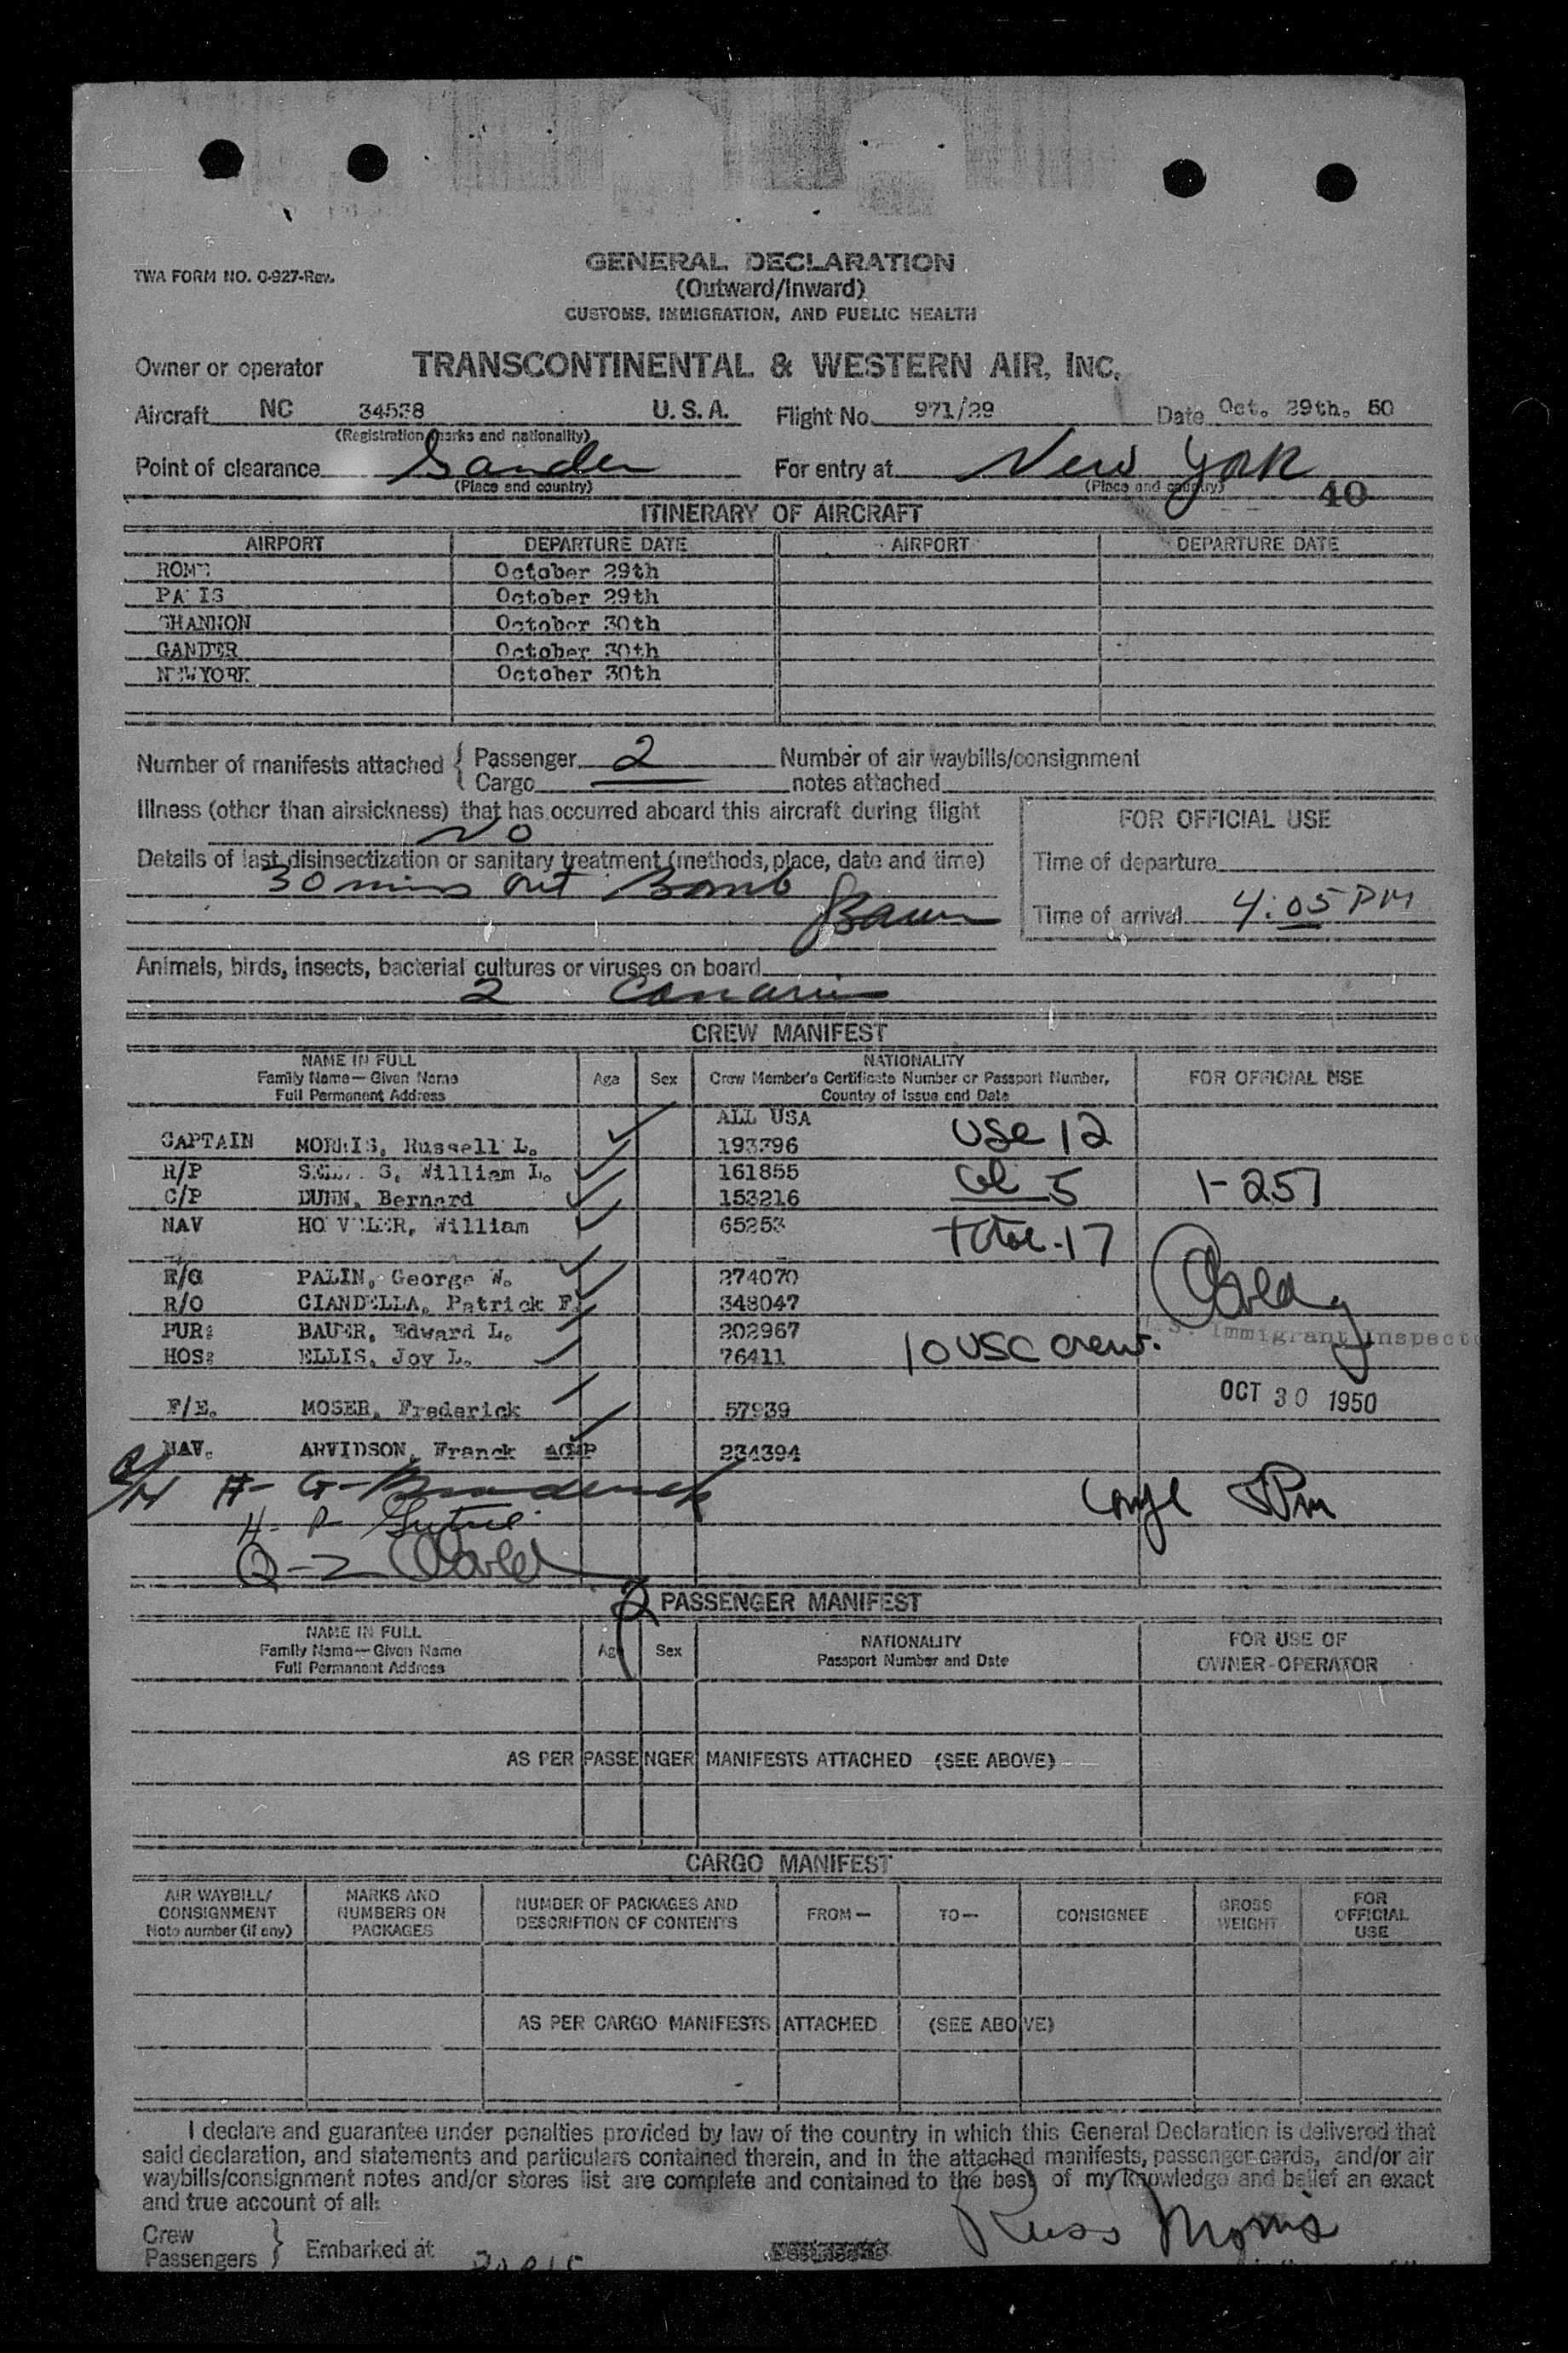 GENERAL DECLARATION
TWA FORM NO. 0-927-Rev.
(Outward/Inward)
CUSTOMS, IMMIGRATION, AND PUBLIC HEALTH
Owner or operator TRANSCONTINENTAL & WESTERN AIR, INC.
Aircraft NC 34538 U.S.A. Flight No. 971/29 Date Oct. 29th. 50
(Registration marks and nationality)
Point of clearance Gander For entry at New York
(Place and country) (Place and country) 40
ITINERARY OF AIRCRAFT
AIRPORT DEPARTURE DATE AIRPORT DEPARTURE DATE
ROME October 29th
PA IS October 29th
SHANNON October 30th
GANDER October 30th
NEWYORK October 30th
Number of manifests attached { Passenger 2 Number of air waybills/consignment
Cargo — notes attached
Illness (other than airsickness) that has occurred aboard this aircraft during flight
No
FOR OFFICIAL USE
Details of last disinsectization or sanitary treatment (methods, place, date and time)
Time of departure
30 mins out Bomb
Time of arrival 4:05 PM
Animals, birds, insects, bacterial cultures or viruses on board
2 Canaries
CREW MANIFEST
NAME IN FULL Family Name—Given Name Full Permanent Address Age Sex NATIONALITY Crew Member's Certificate Number or Passport Number, Country of Issue and Date FOR OFFICIAL USE
ALL USA
CAPTAIN MORRIS, Russell L. 193796 USC 12
R/P William L. 161855 5
C/P DUNN, Bernard 153216 1-257
NAV William 65253 Total-17
PALIN, George W. 274070
R/O CIANDELLA, Patrick F. 348047
PUR: BAUER, Edward L. 202967
U.S. Immigrant Inspector
HOS: ELLIS, Joy L. 76411 10 USC crew.
F/E. MOSER, Frederick 57939
OCT 30 1950
NAV. ARVIDSON, Franck 234394
H- G-
H- P-
Q-2
2 PASSENGER MANIFEST
NAME IN FULL Family Name—Given Name Full Permanent Address Age Sex NATIONALITY Passport Number and Date FOR USE OF OWNER-OPERATOR
AS PER PASSENGER MANIFESTS ATTACHED (SEE ABOVE)
CARGO MANIFEST
AIR WAYBILL/ CONSIGNMENT Note number (if any) MARKS AND NUMBERS ON PACKAGES NUMBER OF PACKAGES AND DESCRIPTION OF CONTENTS FROM— TO— CONSIGNEE GROSS WEIGHT FOR OFFICIAL USE
AS PER CARGO MANIFESTS ATTACHED (SEE ABOVE)
I declare and guarantee under penalties provided by law of the country in which this General Declaration is delivered that
said declaration, and statements and particulars contained therein, and in the attached manifests, passenger cards, and/or air
waybills/consignment notes and/or stores list are complete and contained to the best of my knowledge and belief an exact
and true account of all:
Russ Morris
Crew
Passengers } Embarked at